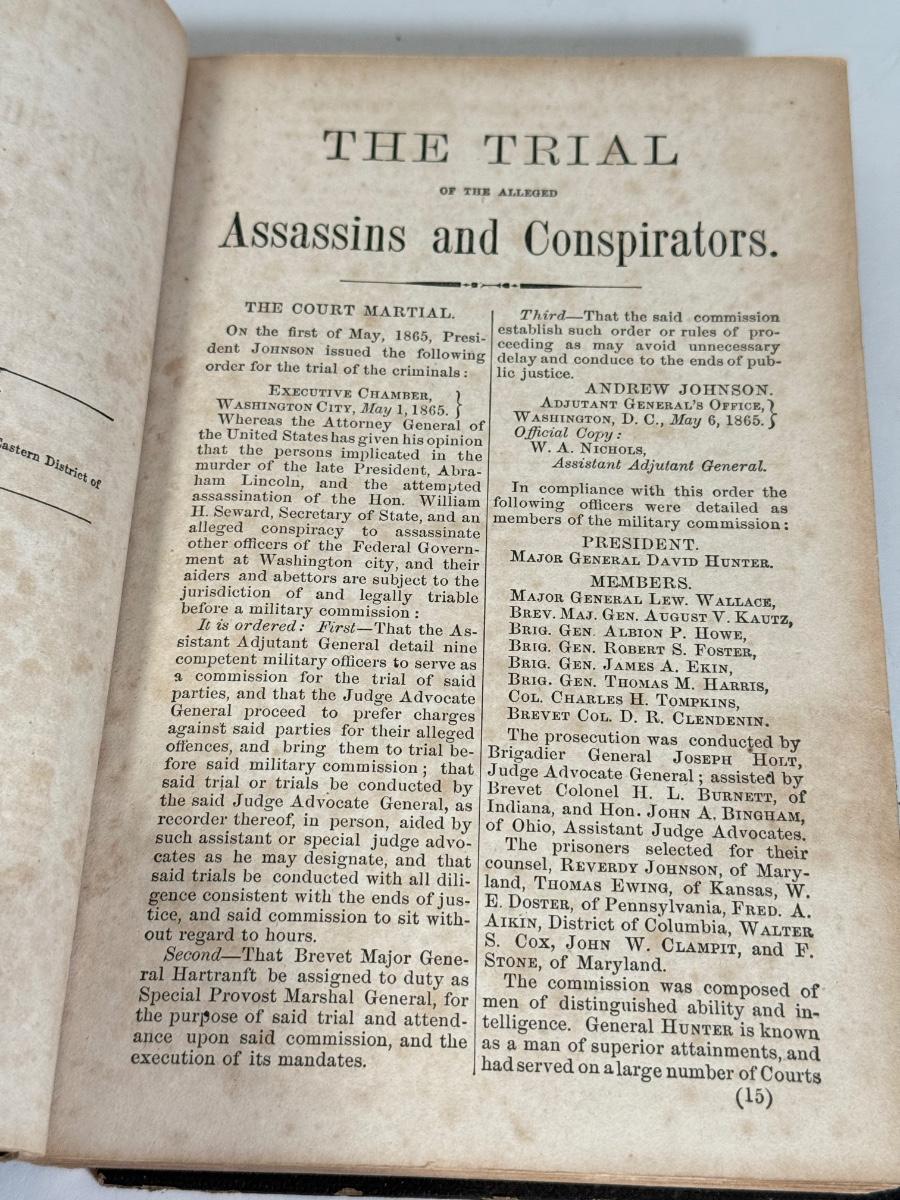 Eastern District of
THE TRIAL
OF THE ALLEGED
Assassins and Conspirators.
THE COURT MARTIAL.
ON the first of May, 1865, Presi-
dent JOHNSON issued the following
order for the trial of the criminals:
EXECUTIVE CHAMBER,
WASHINGTON CITY, May 1, 1865. }
Whereas the Attorney General of
the United States has given his opinion
that the persons implicated in the
murder of the late President, Abra-
ham Lincoln, and the attempted
assassination of the Hon. William
H. Seward, Secretary of State, and an
alleged conspiracy to assassinate
other officers of the Federal Govern-
ment at Washington city, and their
aiders and abettors are subject to the
jurisdiction of and legally triable
before a military commission:
It is ordered: First—That the As-
sistant Adjutant General detail nine
competent military officers to serve as
a commission for the trial of said
parties, and that the Judge Advocate
General proceed to prefer charges
against said parties for their alleged
offences, and bring them to trial be-
fore said military commission; that
said trial or trials be conducted by
the said Judge Advocate General, as
recorder thereof, in person, aided by
such assistant or special judge advo-
cates as he may designate, and that
said trials be conducted with all dili-
gence consistent with the ends of jus-
tice, and said commission to sit with-
out regard to hours.
Second—That Brevet Major Gene-
ral Hartranft be assigned to duty as
Special Provost Marshal General, for
the purpose of said trial and attend-
ance upon said commission, and the
execution of its mandates.
Third—That the said commission
establish such order or rules of pro-
ceeding as may avoid unnecessary
delay and conduce to the ends of pub-
lic justice.
ANDREW JOHNSON.
ADJUTANT GENERAL'S OFFICE,
WASHINGTON, D. C., May 6, 1865. }
Official Copy:
W. A. NICHOLS,
Assistant Adjutant General.
In compliance with this order the
following officers were detailed as
members of the military commission:
PRESIDENT.
MAJOR GENERAL DAVID HUNTER.
MEMBERS.
MAJOR GENERAL LEW. WALLACE,
BREV. MAJ. GEN. AUGUST V. KAUTZ,
BRIG. GEN. ALBION P. HOWE,
BRIG. GEN. ROBERT S. FOSTER,
BRIG. GEN. JAMES A. EKIN,
BRIG. GEN. THOMAS M. HARRIS,
COL. CHARLES H. TOMPKINS,
BREVET COL. D. R. CLENDENIN.
The prosecution was conducted by
Brigadier General JOSEPH HOLT,
Judge Advocate General; assisted by
Brevet Colonel H. L. BURNETT, of
Indiana, and Hon. JOHN A. BINGHAM,
of Ohio, Assistant Judge Advocates.
The prisoners selected for their
counsel, REVERDY JOHNSON, of Mary-
land, THOMAS EWING, of Kansas, W.
E. DOSTER, of Pennsylvania, FRED. A.
AIKIN, District of Columbia, WALTER
S. COX, JOHN W. CLAMPIT, and F.
STONE, of Maryland.
The commission was composed of
men of distinguished ability and in-
telligence. General HUNTER is known
as a man of superior attainments, and
had served on a large number of Courts
(15)